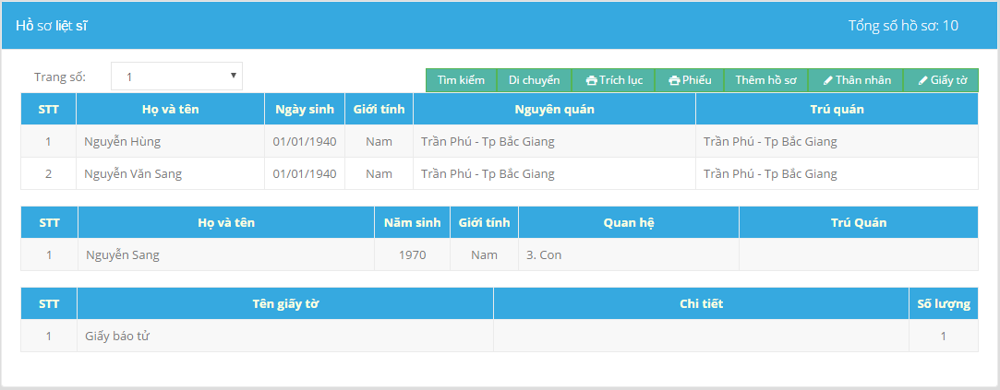 Hồ sơ liệt sĩ Tổng số hồ sơ: 10
Trang số: 1 Tìm kiếm Di chuyển Trích lục Phiếu Thêm hồ sơ Thân nhân Giấy tờ
STT Họ và tên Ngày sinh Giới tính Nguyên quán Trú quán
1 Nguyễn Hùng 01/01/1940 Nam Trần Phú - Tp Bắc Giang Trần Phú - Tp Bắc Giang
2 Nguyễn Văn Sang 01/01/1940 Nam Trần Phú - Tp Bắc Giang Trần Phú - Tp Bắc Giang
STT Họ và tên Năm sinh Giới tính Quan hệ Trú Quán
1 Nguyễn Sang 1970 Nam 3. Con
STT Tên giấy tờ Chi tiết Số lượng
1 Giấy báo tử 1